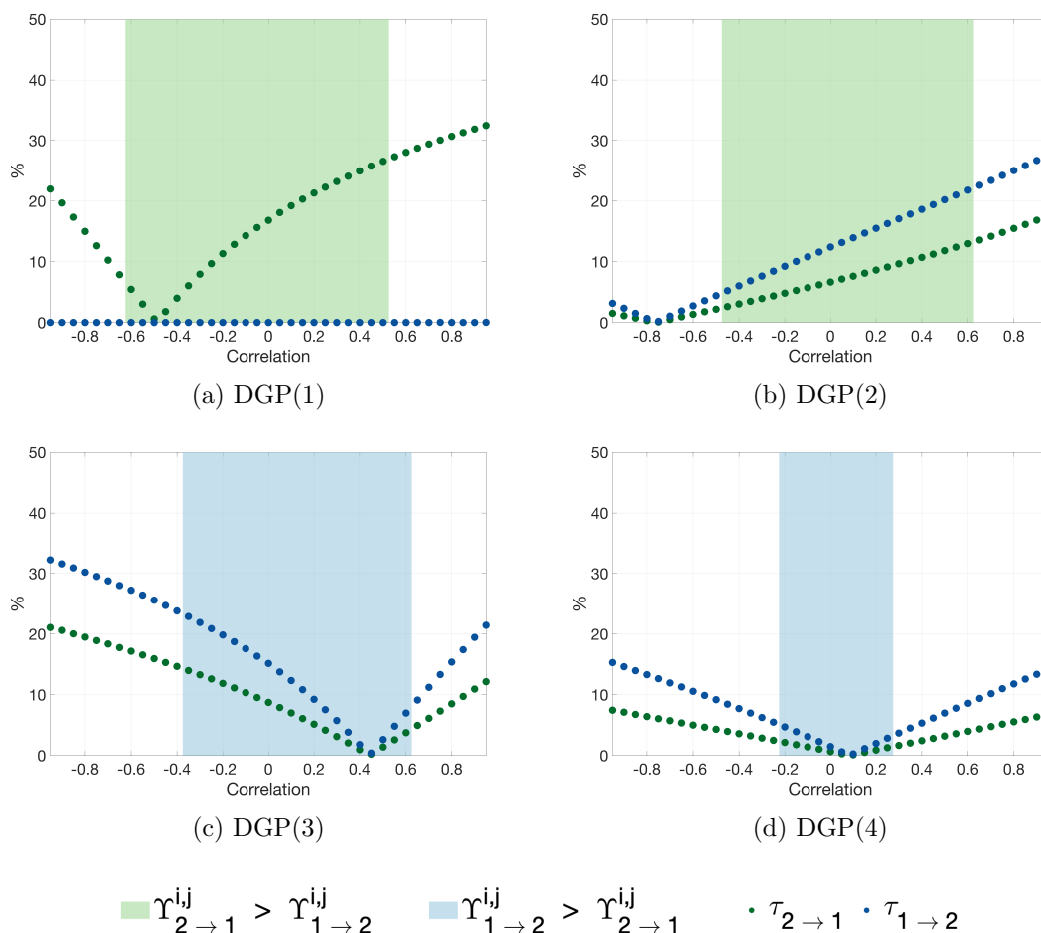 50
40
30
20
10
0
%
-0.8 -0.6 -0.4 -0.2 0 0.2 0.4 0.6 0.8
Correlation
(a) DGP(1)
50
40
30
20
10
0
%
-0.8 -0.6 -0.4 -0.2 0 0.2 0.4 0.6 0.8
Correlation
(b) DGP(2)
50
40
30
20
10
0
%
-0.8 -0.6 -0.4 -0.2 0 0.2 0.4 0.6 0.8
Correlation
(c) DGP(3)
50
40
30
20
10
0
%
-0.8 -0.6 -0.4 -0.2 0 0.2 0.4 0.6 0.8
Correlation
(d) DGP(4)
ϒ^{i,j}_{2 → 1} > ϒ^{i,j}_{1 → 2} ϒ^{i,j}_{1 → 2} > ϒ^{i,j}_{2 → 1} τ_{2 → 1} τ_{1 → 2}